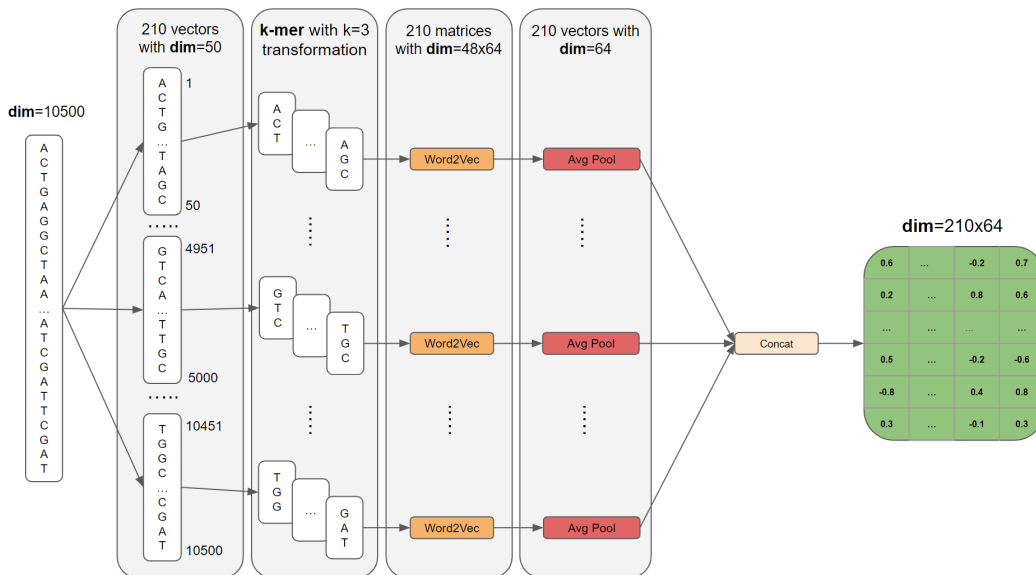 dim=10500
A
C
T
G
A
G
G
C
T
A
A
...
A
T
C
G
A
T
T
C
G
A
T
210 vectors
with dim=50
1
A
C
T
G
...
T
A
G
C
50
.....
4951
G
T
C
A
...
T
T
G
C
5000
.....
10451
T
G
G
C
...
C
G
A
T
10500
k-mer with k=3
transformation
A
C
T
...
A
G
C
.....
G
T
C
...
T
G
C
.....
T
G
G
...
G
A
T
210 matrices
with dim=48x64
Word2Vec
.....
Word2Vec
.....
Word2Vec
210 vectors with
dim=64
Avg Pool
.....
Avg Pool
.....
Avg Pool
Concat
dim=210x64
0.6 ... -0.2 0.7
0.2 ... 0.8 0.6
... ... ... ...
0.5 ... -0.2 -0.6
-0.8 ... 0.4 0.8
0.3 ... -0.1 0.3